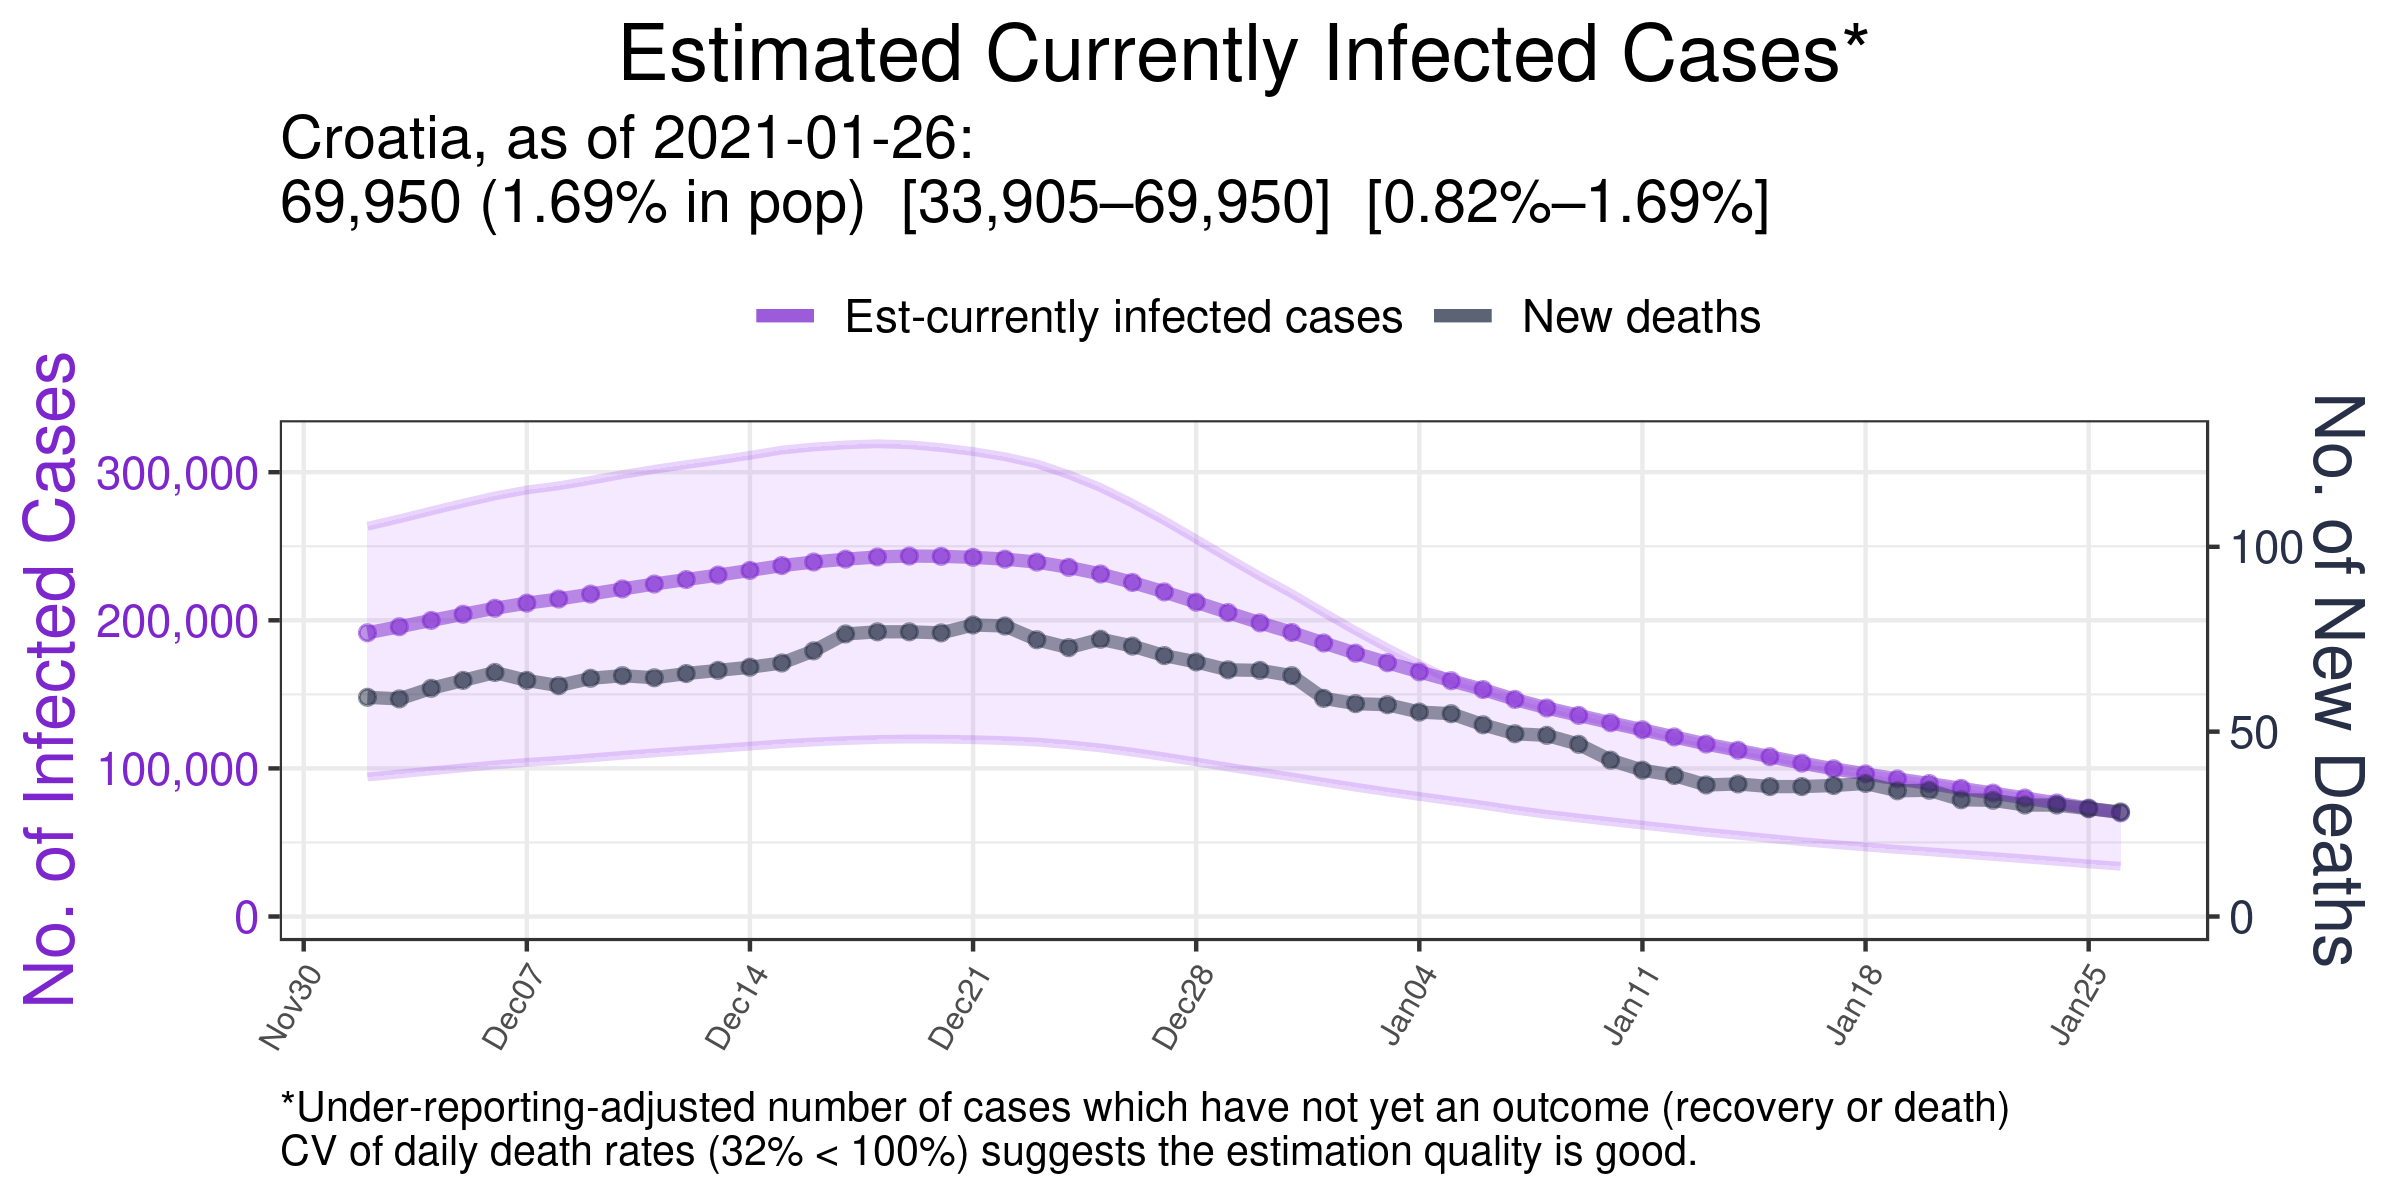 Estimated Currently Infected Cases*
Croatia, as of 2021-01-26:
69,950 (1.69% in pop) [33,905–69,950] [0.82%–1.69%]
Est-currently infected cases
New deaths
No. of Infected Cases
300,000
200,000
100,000
0
No. of New Deaths
100
50
0
Nov30
Dec07
Dec14
Dec21
Dec28
Jan04
Jan11
Jan18
Jan25
*Under-reporting-adjusted number of cases which have not yet an outcome (recovery or death)
CV of daily death rates (32% < 100%) suggests the estimation quality is good.